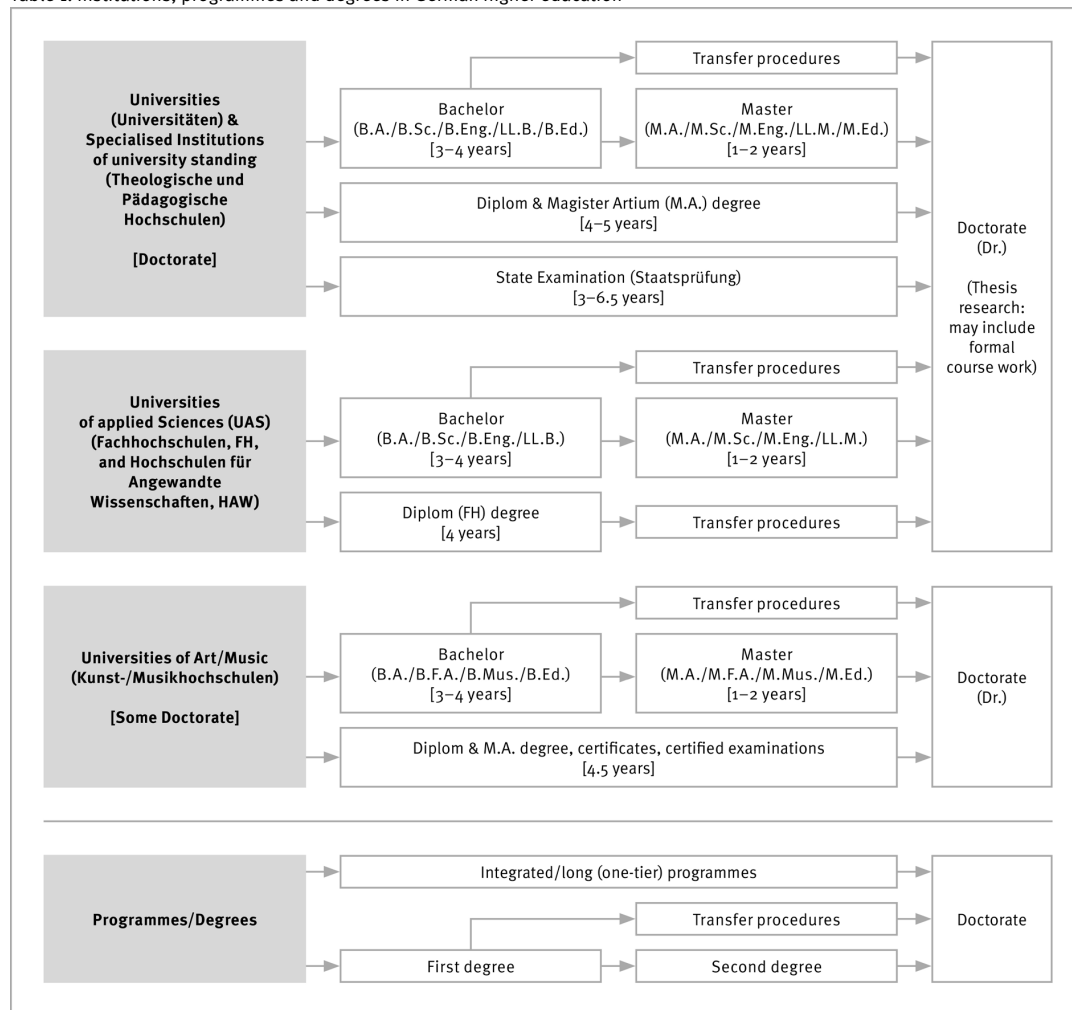 Table 1: Institutions, programmes and degrees in German higher education
Universities
(Universitäten) &
Specialised Institutions
of university standing
(Theologische und
Pädagogische
Hochschulen)
[Doctorate]
Transfer procedures
Bachelor
(B.A./B.Sc./B.Eng./LL.B./B.Ed.)
[3–4 years]
Master
(M.A./M.Sc./M.Eng./LL.M./M.Ed.)
[1–2 years]
Diplom & Magister Artium (M.A.) degree
[4–5 years]
State Examination (Staatsprüfung)
[3–6.5 years]
Doctorate
(Dr.)
(Thesis
research:
may include
formal
course work)
Universities
of applied Sciences (UAS)
(Fachhochschulen, FH,
and Hochschulen für
Angewandte
Wissenschaften, HAW)
Transfer procedures
Bachelor
(B.A./B.Sc./B.Eng./LL.B.)
[3–4 years]
Master
(M.A./M.Sc./M.Eng./LL.M.)
[1–2 years]
Diplom (FH) degree
[4 years]
Transfer procedures
Universities of Art/Music
(Kunst-/Musikhochschulen)
[Some Doctorate]
Transfer procedures
Bachelor
(B.A./B.F.A./B.Mus./B.Ed.)
[3–4 years]
Master
(M.A./M.F.A./M.Mus./M.Ed.)
[1–2 years]
Diplom & M.A. degree, certificates, certified examinations
[4.5 years]
Doctorate
(Dr.)
Programmes/Degrees
Integrated/long (one-tier) programmes
Transfer procedures
First degree
Second degree
Doctorate